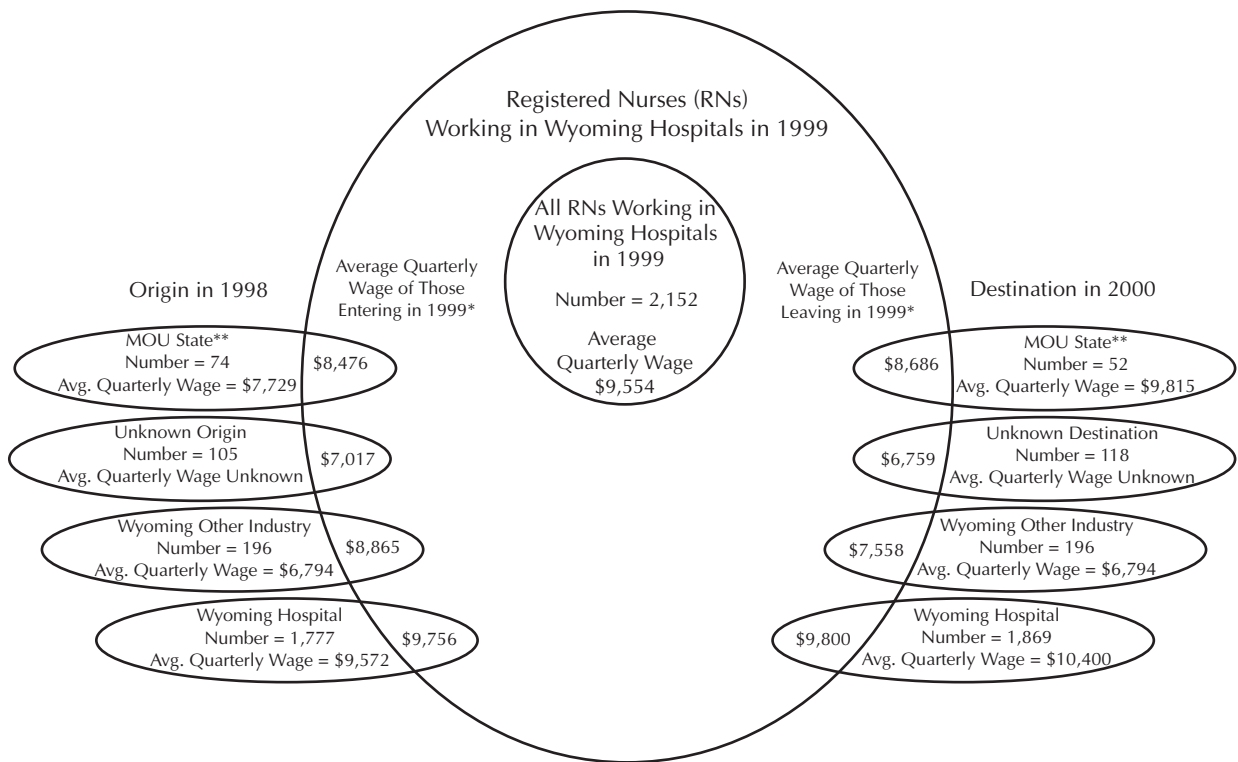 Registered Nurses (RNs)
Working in Wyoming Hospitals in 1999
All RNs Working in
Wyoming Hospitals
in 1999
Number = 2,152
Average
Quarterly Wage
$9,554
Origin in 1998
Average Quarterly
Wage of Those
Entering in 1999*
MOU State**
Number = 74
Avg. Quarterly Wage = $7,729
$8,476
Unknown Origin
Number = 105
Avg. Quarterly Wage Unknown
$7,017
Wyoming Other Industry
Number = 196
Avg. Quarterly Wage = $6,794
$8,865
Wyoming Hospital
Number = 1,777
Avg. Quarterly Wage = $9,572
$9,756
Average Quarterly
Wage of Those
Leaving in 1999*
Destination in 2000
$8,686
MOU State**
Number = 52
Avg. Quarterly Wage = $9,815
$6,759
Unknown Destination
Number = 118
Avg. Quarterly Wage Unknown
$7,558
Wyoming Other Industry
Number = 196
Avg. Quarterly Wage = $6,794
$9,800
Wyoming Hospital
Number = 1,869
Avg. Quarterly Wage = $10,400